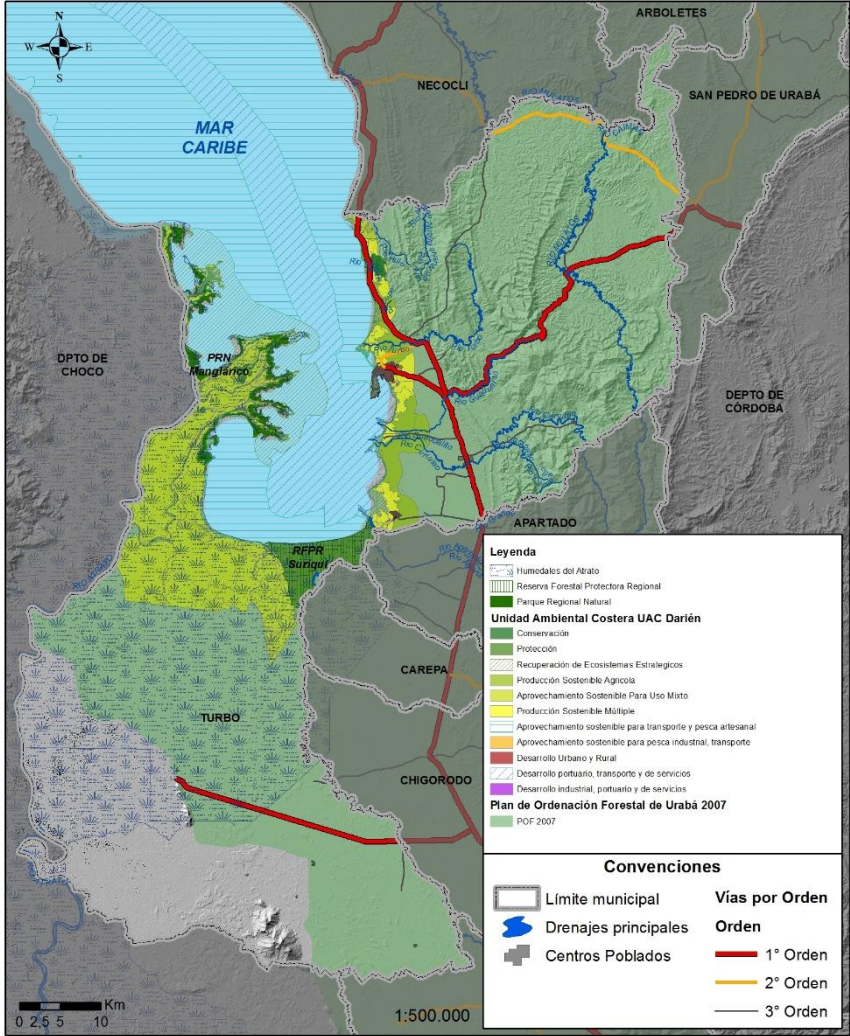 N
W
E
S
ARBOLETES
NECOCLI
SAN PEDRO DE URABÁ
RIO MULATOS
MAR
CARIBE
RIO MULATOS
DPTO DE
CHOCO
PRN
Manglárico
DEPTO DE
CÓRDOBA
APARTADO
RFPR
Suriquí
CAREPA
TURBO
CHIGORODO
Leyenda
Humedales del Atrato
Reserva Forestal Protectora Regional
Parque Regional Natural
Unidad Ambiental Costera UAC Darién
Conservación
Protección
Recuperación de Ecosistemas Estrategicos
Producción Sostenible Agricola
Aprovechamiento Sostenible Para Uso Mixto
Producción Sostenible Múltiple
Aprovechamiento sostenible para transporte y pesca artesanal
Aprovechamiento sostenible para pesca industrial, transporte
Desarrollo Urbano y Rural
Desarrollo portuario, transporte y de servicios
Desarrollo industrial, portuario y de servicios
Plan de Ordenación Forestal de Urabá 2007
POF 2007
Convenciones
Límite municipal
Drenajes principales
Centros Poblados
Vías por Orden
Orden
1° Orden
2° Orden
3° Orden
Km
0 2,5 5 10
1:500.000